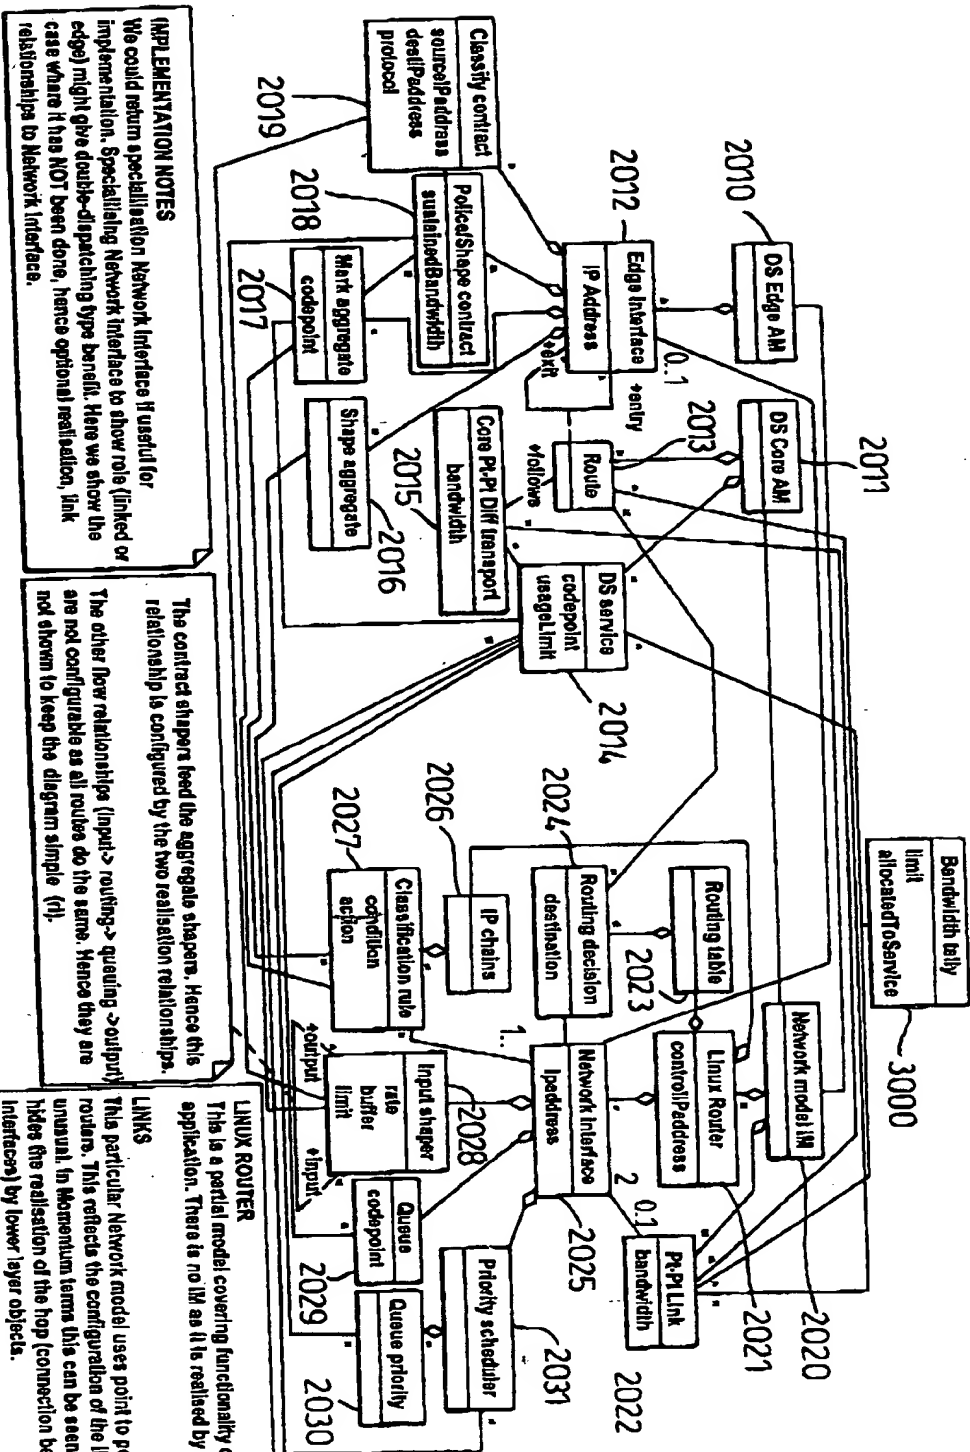 Bandwidth tally
limit
allocatedToService
3000
2010
DS Edge AM
2011
DS Core AM
Network model IM
2020
2012
Edge Interface
IP Address
0..1
+entry
+exit
2013
Route
+follows
Routing table
2023
Linux Router
controlIPaddress
2021
Classify contract
sourceIPaddress
destIPaddress
protocol
2019
Police/Shape contract
sustainedBandwidth
2018
Core Pt-Pt Diff transport
bandwidth
2015
DS service
codepoint
usageLimit
2014
2024
Routing decision
destination
1..
Network Interface
Ipaddress
2025
2
0.1
Pt-Pt Link
bandwidth
2022
Mark aggregate
codepoint
2017
Shape aggregate
2016
2026
IP chains
2027
Classification rule
condition
action
Input shaper
rate
buffer
limit
2028
+output
+input
Queue
codepoint
2029
Priority scheduler
2031
Queue priority
2030
IMPLEMENTATION NOTES
We could return specialisation Network Interface if useful for
implementation. Specialising Network Interface to show role (linked or
edge) might give double-dispatching type benefit. Here we show the
case where it has NOT been done, hence optional realisation, link
relationships to Network Interface.
The contract shapers feed the aggregate shapers. Hence this
relationship is configured by the two realisation relationships.
The other flow relationships (input-> routing-> queuing ->output)
are not configurable as all routes do the same. Hence they are
not shown to keep the diagram simple (r).
LINUX ROUTER
This is a partial model covering functionality
application. There is no IM as it is realised by
LINKS
This particular Network model uses point to
routers. This reflects the configuration of the
unusual. In Momentum terms this can be seen
hides the realisation of the hop (connection
interfaces) by lower layer objects.